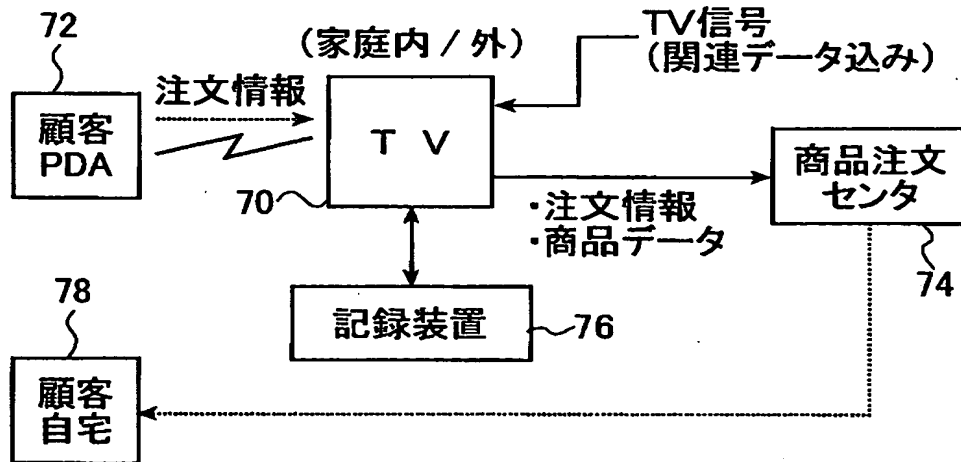 72
(家庭内/外)
TV信号
(関連データ込み)
注文情報
顧客
PDA
TV
70
商品注文
センタ
・注文情報
・商品データ
74
78
記録装置
76
顧客
自宅